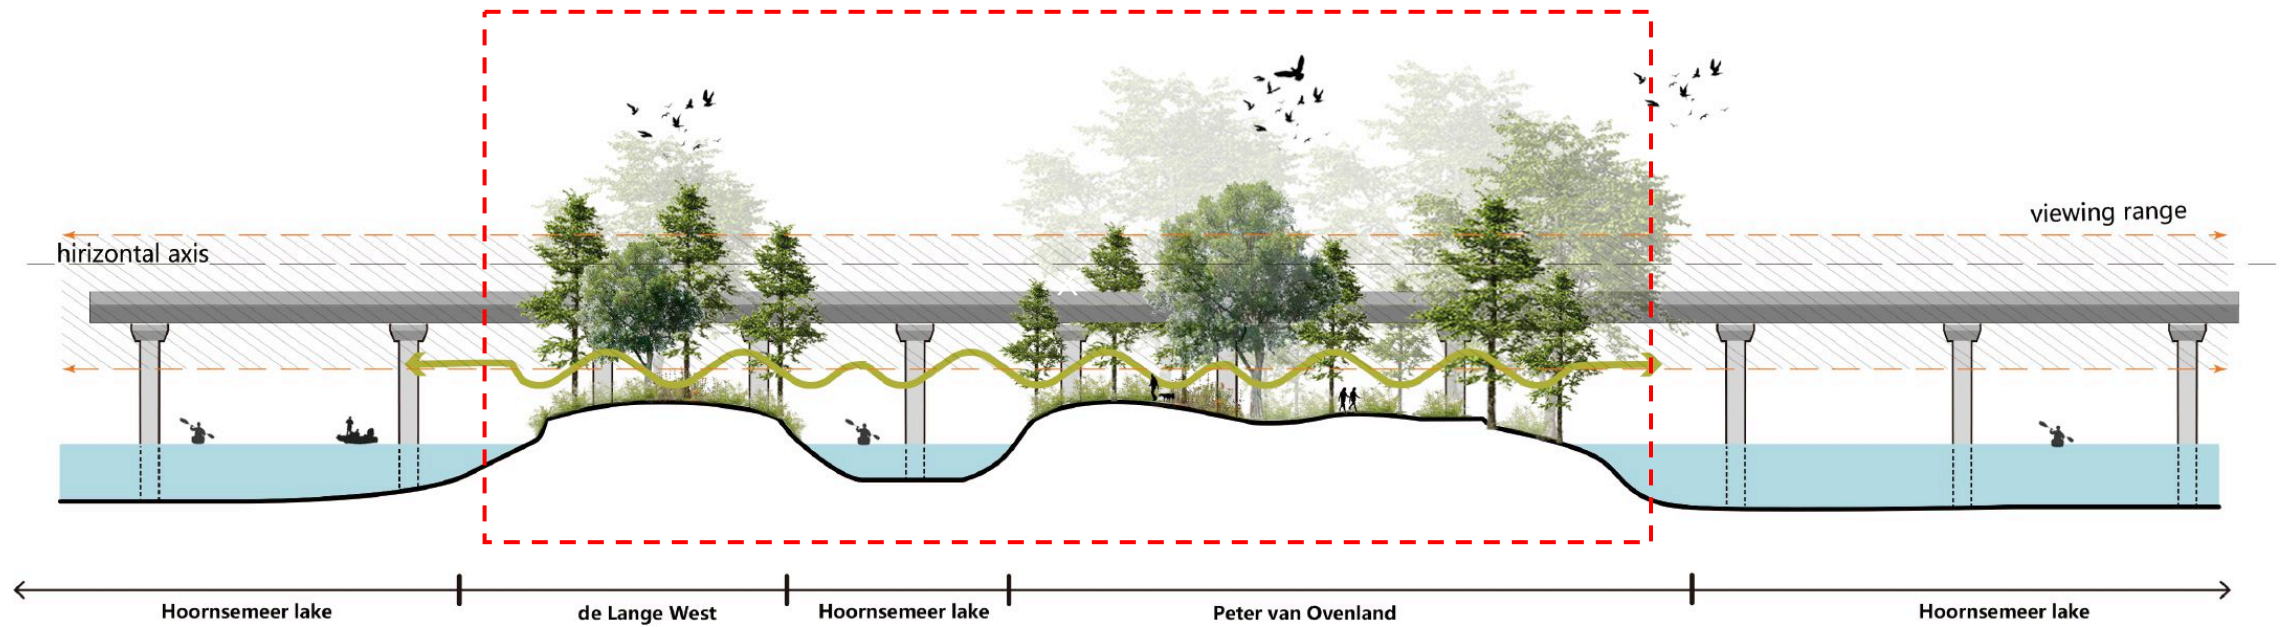 viewing range
hirizontal axis
Hoornsemeer lake
de Lange West
Hoornsemeer lake
Peter van Ovenland
Hoornsemeer lake